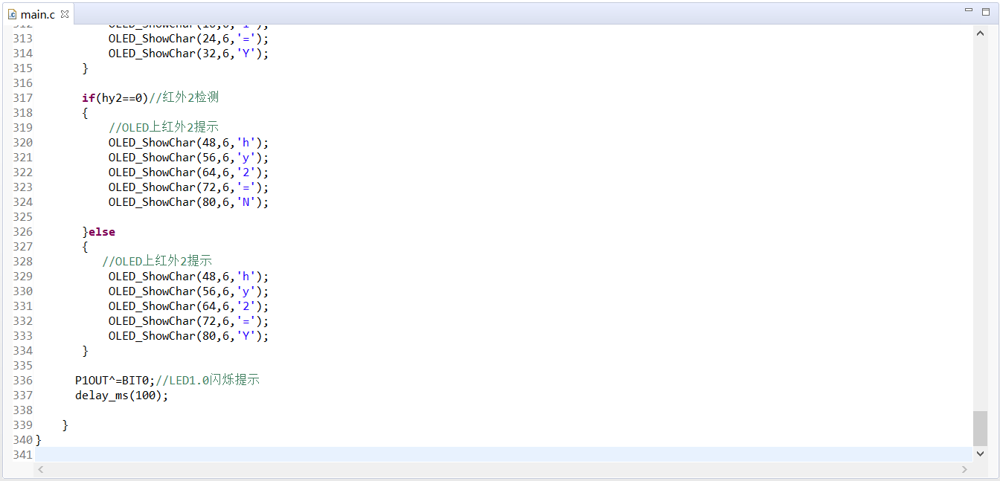 main.c
313 OLED_ShowChar(24,6,'=');
314 OLED_ShowChar(32,6,'Y');
315 }
316
317 if(hy2==0)//红外2检测
318 {
319 //OLED上红外2提示
320 OLED_ShowChar(48,6,'h');
321 OLED_ShowChar(56,6,'y');
322 OLED_ShowChar(64,6,'2');
323 OLED_ShowChar(72,6,'=');
324 OLED_ShowChar(80,6,'N');
325
326 }else
327 {
328 //OLED上红外2提示
329 OLED_ShowChar(48,6,'h');
330 OLED_ShowChar(56,6,'y');
331 OLED_ShowChar(64,6,'2');
332 OLED_ShowChar(72,6,'=');
333 OLED_ShowChar(80,6,'Y');
334 }
335
336 P1OUT^=BIT0;//LED1.0闪烁提示
337 delay_ms(100);
338
339 }
340 }
341